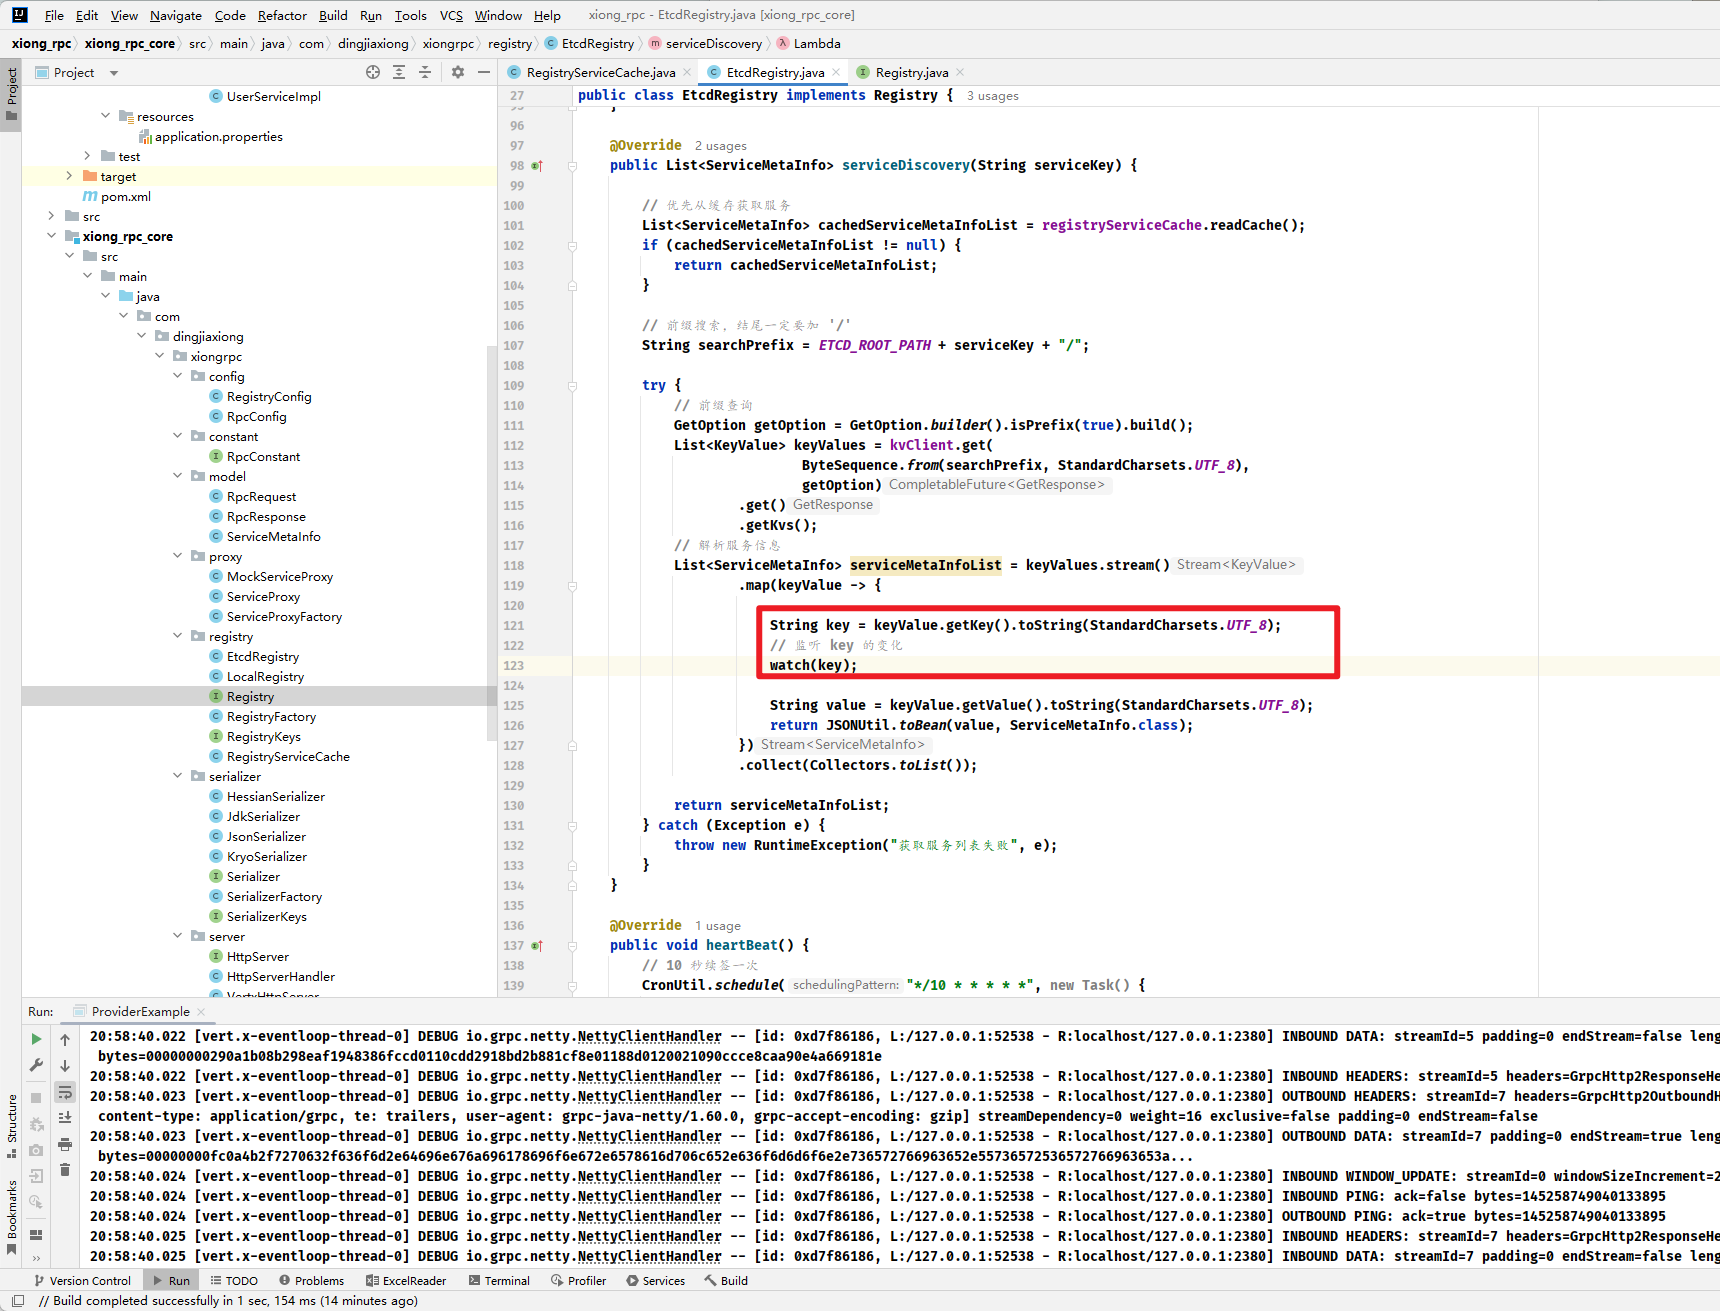 File Edit View Navigate Code Refactor Build Run Tools VCS Window Help xiong_rpc - EtcdRegistry.java [xiong_rpc_core]
xiong_rpc xiong_rpc_core src main java com dingjiaxiong xiongrpc registry EtcdRegistry serviceDiscovery Lambda
Project
Project
RegistryServiceCache.java EtcdRegistry.java Registry.java
UserServiceImpl
resources
application.properties
test
target
pom.xml
src
xiong_rpc_core
src
main
java
com
dingjiaxiong
xiongrpc
config
RegistryConfig
RpcConfig
constant
RpcConstant
model
RpcRequest
RpcResponse
ServiceMetaInfo
proxy
MockServiceProxy
ServiceProxy
ServiceProxyFactory
registry
EtcdRegistry
LocalRegistry
Registry
RegistryFactory
RegistryKeys
RegistryServiceCache
serializer
HessianSerializer
JdkSerializer
JsonSerializer
KryoSerializer
Serializer
SerializerFactory
SerializerKeys
server
HttpServer
HttpServerHandler
VertxHttpServer
27 public class EtcdRegistry implements Registry { 3 usages
95 }
96
97 @Override 2 usages
98 public List<ServiceMetaInfo> serviceDiscovery(String serviceKey) {
99
100 // 优先从缓存获取服务
101 List<ServiceMetaInfo> cachedServiceMetaInfoList = registryServiceCache.readCache();
102 if (cachedServiceMetaInfoList != null) {
103 return cachedServiceMetaInfoList;
104 }
105
106 // 前缀搜索，结尾一定要加 '/'
107 String searchPrefix = ETCD_ROOT_PATH + serviceKey + "/";
108
109 try {
110 // 前缀查询
111 GetOption getOption = GetOption.builder().isPrefix(true).build();
112 List<KeyValue> keyValues = kvClient.get(
113 ByteSequence.from(searchPrefix, StandardCharsets.UTF_8),
114 getOption) CompletableFuture<GetResponse>
115 .get() GetResponse
116 .getKvs();
117 // 解析服务信息
118 List<ServiceMetaInfo> serviceMetaInfoList = keyValues.stream() Stream<KeyValue>
119 .map(keyValue -> {
120
121 String key = keyValue.getKey().toString(StandardCharsets.UTF_8);
122 // 监听 key 的变化
123 watch(key);
124
125 String value = keyValue.getValue().toString(StandardCharsets.UTF_8);
126 return JSONUtil.toBean(value, ServiceMetaInfo.class);
127 }) Stream<ServiceMetaInfo>
128 .collect(Collectors.toList());
129
130 return serviceMetaInfoList;
131 } catch (Exception e) {
132 throw new RuntimeException("获取服务列表失败", e);
133 }
134 }
135
136 @Override 1 usage
137 public void heartBeat() {
138 // 10 秒续签一次
139 CronUtil.schedule( schedulingPattern: "*/10 * * * * *", new Task() {
Run: ProviderExample
20:58:40.022 [vert.x-eventloop-thread-0] DEBUG io.grpc.netty.NettyClientHandler -- [id: 0xd7f86186, L:/127.0.0.1:52538 - R:localhost/127.0.0.1:2380] INBOUND DATA: streamId=5 padding=0 endStream=false leng
bytes=00000000290a1b08b298eaf1948386fccd0110cdd2918bd2b881cf8e01188d0120021090ccce8caa90e4a669181e
20:58:40.022 [vert.x-eventloop-thread-0] DEBUG io.grpc.netty.NettyClientHandler -- [id: 0xd7f86186, L:/127.0.0.1:52538 - R:localhost/127.0.0.1:2380] INBOUND HEADERS: streamId=5 headers=GrpcHttp2ResponseHe
20:58:40.023 [vert.x-eventloop-thread-0] DEBUG io.grpc.netty.NettyClientHandler -- [id: 0xd7f86186, L:/127.0.0.1:52538 - R:localhost/127.0.0.1:2380] OUTBOUND HEADERS: streamId=7 headers=GrpcHttp2OutboundH
content-type: application/grpc, te: trailers, user-agent: grpc-java-netty/1.60.0, grpc-accept-encoding: gzip] streamDependency=0 weight=16 exclusive=false padding=0 endStream=false
20:58:40.023 [vert.x-eventloop-thread-0] DEBUG io.grpc.netty.NettyClientHandler -- [id: 0xd7f86186, L:/127.0.0.1:52538 - R:localhost/127.0.0.1:2380] OUTBOUND DATA: streamId=7 padding=0 endStream=true leng
bytes=00000000fc0a4b2f7270632f636f6d2e64696e676a696178696f6e672e6578616d706c652e636f6d6d6f6e2e736572766963652e55736572536572766963653a...
20:58:40.024 [vert.x-eventloop-thread-0] DEBUG io.grpc.netty.NettyClientHandler -- [id: 0xd7f86186, L:/127.0.0.1:52538 - R:localhost/127.0.0.1:2380] INBOUND WINDOW_UPDATE: streamId=0 windowSizeIncrement=2
20:58:40.024 [vert.x-eventloop-thread-0] DEBUG io.grpc.netty.NettyClientHandler -- [id: 0xd7f86186, L:/127.0.0.1:52538 - R:localhost/127.0.0.1:2380] INBOUND PING: ack=false bytes=145258749040133895
20:58:40.024 [vert.x-eventloop-thread-0] DEBUG io.grpc.netty.NettyClientHandler -- [id: 0xd7f86186, L:/127.0.0.1:52538 - R:localhost/127.0.0.1:2380] OUTBOUND PING: ack=true bytes=145258749040133895
20:58:40.025 [vert.x-eventloop-thread-0] DEBUG io.grpc.netty.NettyClientHandler -- [id: 0xd7f86186, L:/127.0.0.1:52538 - R:localhost/127.0.0.1:2380] INBOUND HEADERS: streamId=7 headers=GrpcHttp2ResponseHe
20:58:40.025 [vert.x-eventloop-thread-0] DEBUG io.grpc.netty.NettyClientHandler -- [id: 0xd7f86186, L:/127.0.0.1:52538 - R:localhost/127.0.0.1:2380] INBOUND DATA: streamId=7 padding=0 endStream=false leng
Structure
Bookmarks
Version Control Run TODO Problems ExcelReader Terminal Profiler Services Build
// Build completed successfully in 1 sec, 154 ms (14 minutes ago)